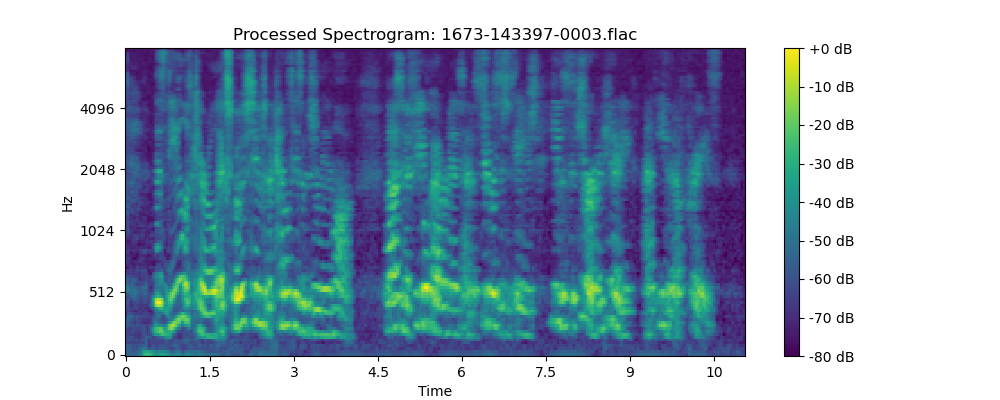 Processed Spectrogram: 1673-143397-0003.flac
Hz
4096
2048
1024
512
0
0 1.5 3 4.5 6 7.5 9 10
Time
+0 dB
-10 dB
-20 dB
-30 dB
-40 dB
-50 dB
-60 dB
-70 dB
-80 dB